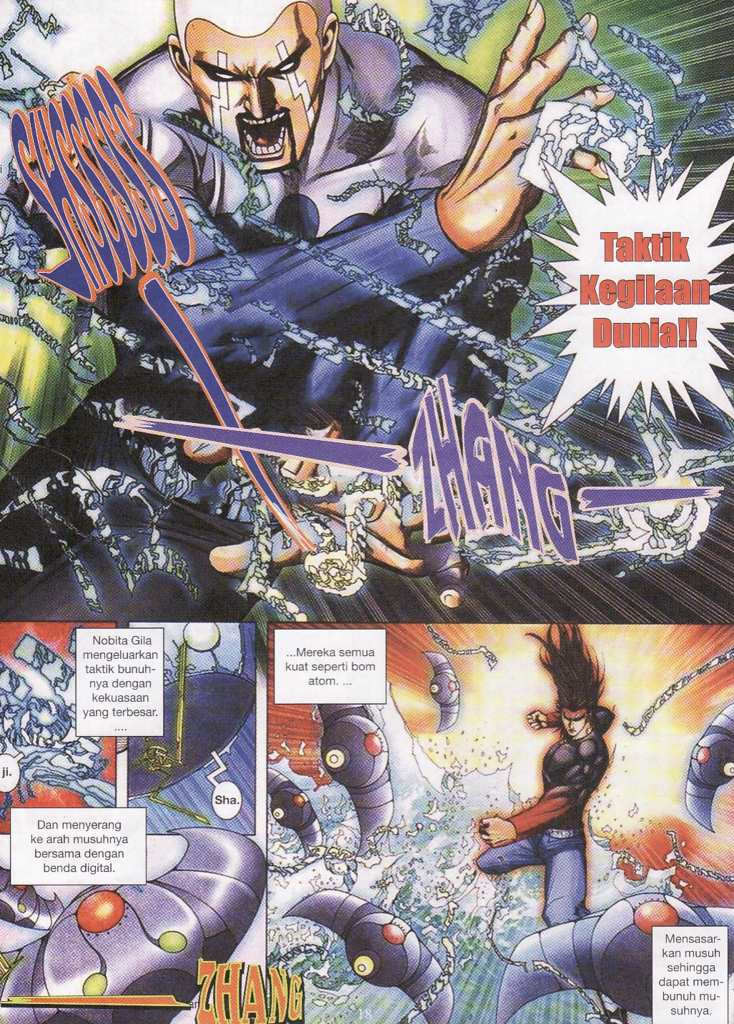 SHSSSSSS
Taktik
Kegilaan
Dunia!!
ZHANG
Nobita Gila
mengeluarkan
taktik bunuh-
nya dengan
kekuasaan
yang terbesar.
....
ji.
Sha.
Dan menyerang
ke arah musuhnya
bersama dengan
benda digital.
ZHANG
...Mereka semua
kuat seperti bom
atom. ...
Mensasar-
kan musuh
sehingga
dapat mem-
bunuh mu-
suhnya.
18